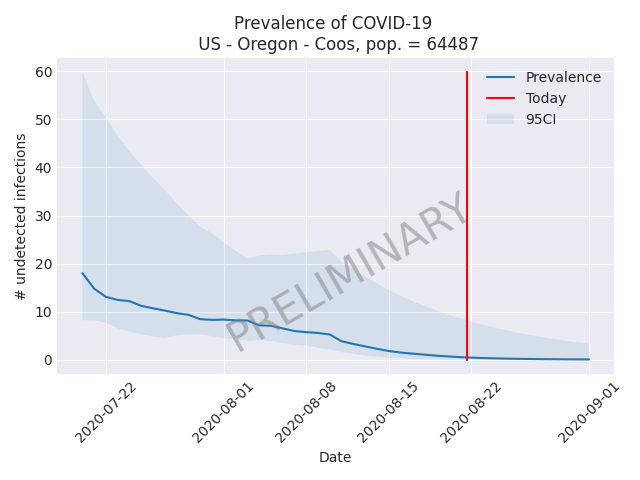 Prevalence of COVID-19
US - Oregon - Coos, pop. = 64487
Prevalence
Today
95CI
PRELIMINARY
# undetected infections
60
50
40
30
20
10
0
2020-07-22
2020-08-01
2020-08-08
2020-08-15
2020-08-22
2020-09-01
Date